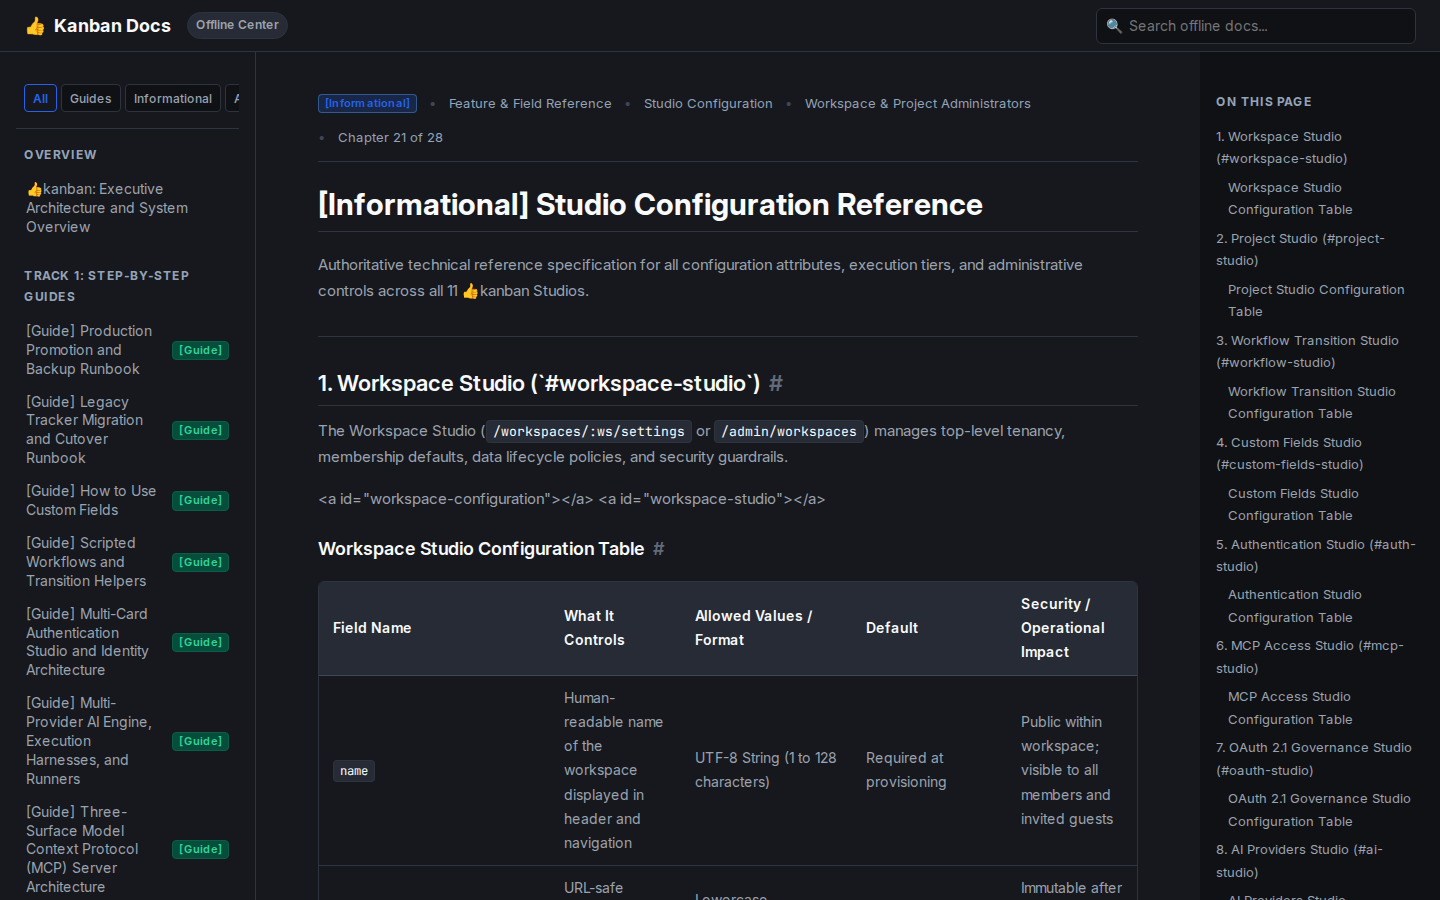 👍 Kanban Docs
Offline Center
🔍 Search offline docs...
All
Guides
Informational
OVERVIEW
👍kanban: Executive
Architecture and System
Overview
TRACK 1: STEP-BY-STEP
GUIDES
[Guide] Production
Promotion and
Backup Runbook
[Guide]
[Guide] Legacy
Tracker Migration
and Cutover
Runbook
[Guide]
[Guide] How to Use
Custom Fields
[Guide]
[Guide] Scripted
Workflows and
Transition Helpers
[Guide]
[Guide] Multi-Card
Authentication
Studio and Identity
Architecture
[Guide]
[Guide] Multi-
Provider AI Engine,
Execution
Harnesses, and
Runners
[Guide]
[Guide] Three-
Surface Model
Context Protocol
(MCP) Server
Architecture
[Guide]
[Informational] • Feature & Field Reference • Studio Configuration • Workspace & Project Administrators
• Chapter 21 of 28
[Informational] Studio Configuration Reference
Authoritative technical reference specification for all configuration attributes, execution tiers, and administrative
controls across all 11 👍kanban Studios.
1. Workspace Studio (`#workspace-studio`) #
The Workspace Studio (/workspaces/:ws/settings or /admin/workspaces) manages top-level tenancy,
membership defaults, data lifecycle policies, and security guardrails.
<a id="workspace-configuration"></a> <a id="workspace-studio"></a>
Workspace Studio Configuration Table #
Field Name
What It
Controls
Allowed Values /
Format
Default
Security /
Operational
Impact
name
Human-
readable name
of the
workspace
displayed in
header and
navigation
UTF-8 String (1 to 128
characters)
Required at
provisioning
Public within
workspace;
visible to all
members and
invited guests
URL-safe
Lowercase
Immutable after
ON THIS PAGE
1. Workspace Studio
(#workspace-studio)
Workspace Studio
Configuration Table
2. Project Studio (#project-
studio)
Project Studio Configuration
Table
3. Workflow Transition Studio
(#workflow-studio)
Workflow Transition Studio
Configuration Table
4. Custom Fields Studio
(#custom-fields-studio)
Custom Fields Studio
Configuration Table
5. Authentication Studio (#auth-
studio)
Authentication Studio
Configuration Table
6. MCP Access Studio (#mcp-
studio)
MCP Access Studio
Configuration Table
7. OAuth 2.1 Governance Studio
(#oauth-studio)
OAuth 2.1 Governance Studio
Configuration Table
8. AI Providers Studio (#ai-
studio)
AI Providers Studio